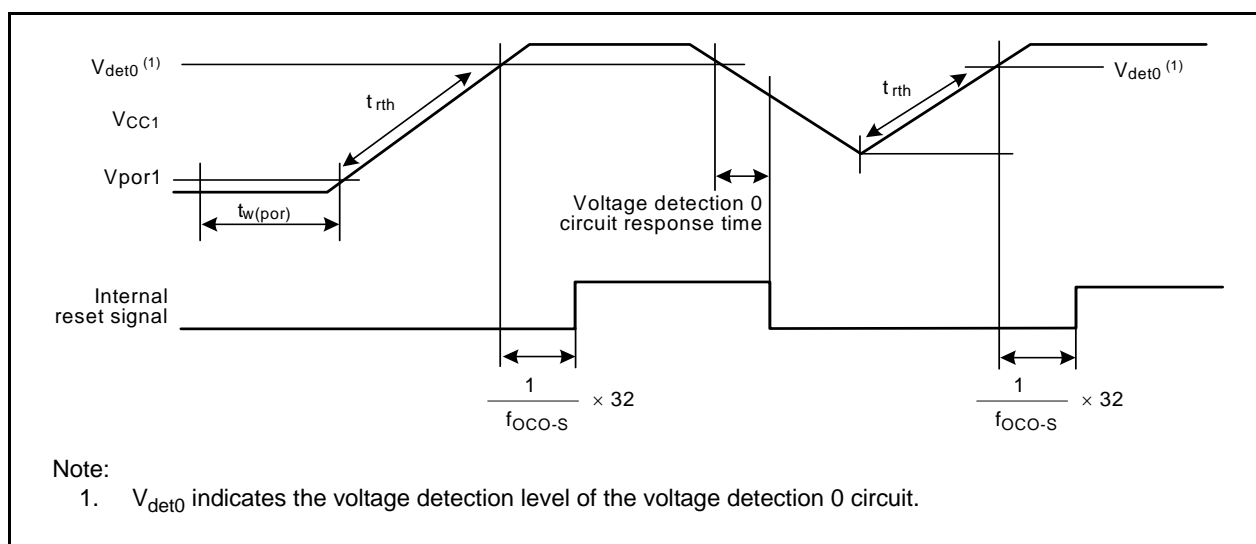 Vdet0 (1)
Vdet0 (1)
trth
trth
VCC1
Vpor1
tw(por)
Voltage detection 0
circuit response time
Internal
reset signal
1
fOCO-S
× 32
1
fOCO-S
× 32
Note:
1. Vdet0 indicates the voltage detection level of the voltage detection 0 circuit.